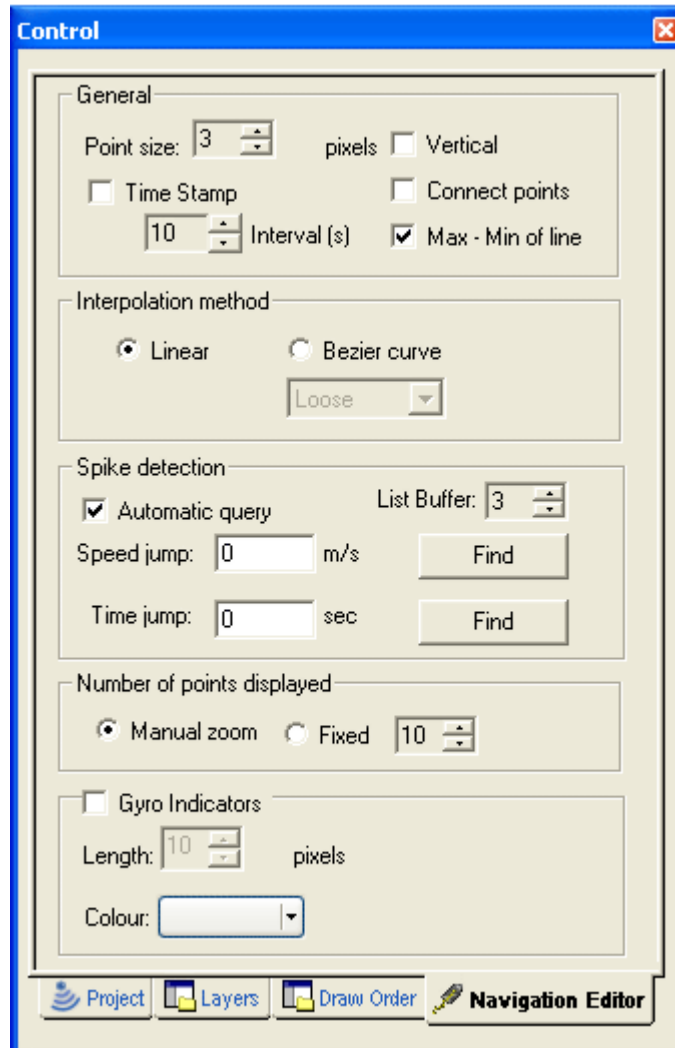 Control
General
Point size: 3 pixels Vertical
Time Stamp Connect points
10 Interval (s) Max - Min of line
Interpolation method
Linear Bezier curve
Loose
Spike detection
Automatic query List Buffer: 3
Speed jump: 0 m/s Find
Time jump: 0 sec Find
Number of points displayed
Manual zoom Fixed 10
Gyro Indicators
Length: 10 pixels
Colour:
Project Layers Draw Order Navigation Editor